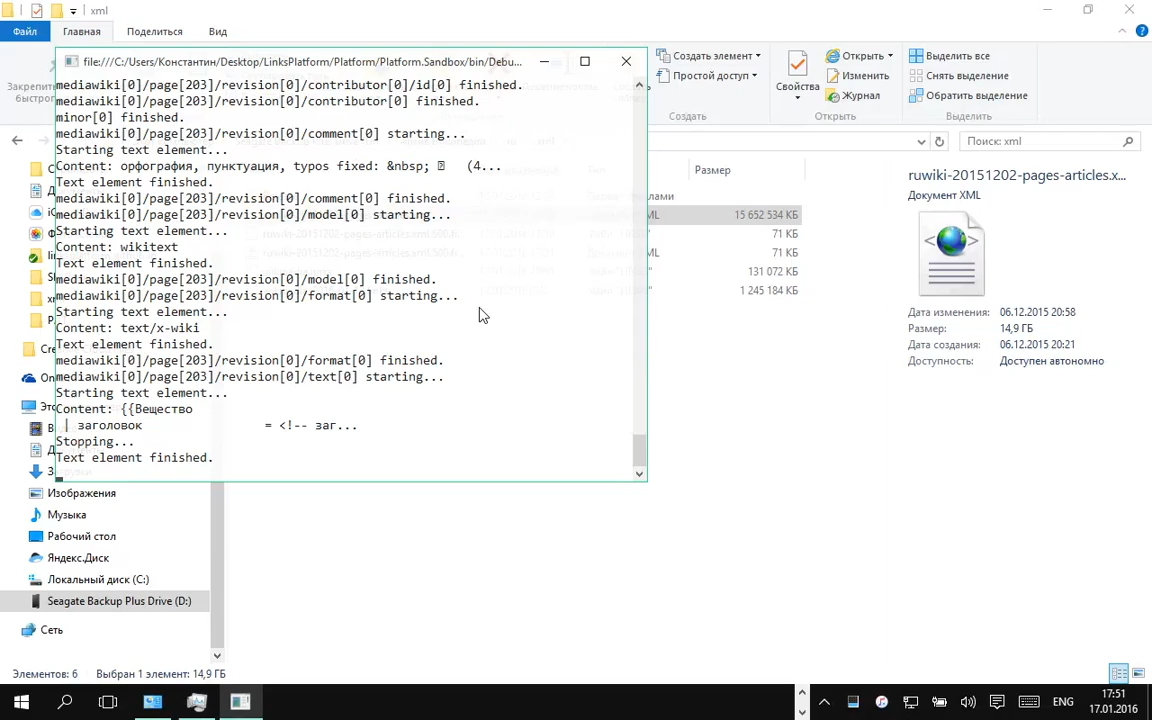 xml
Файл Главная Поделиться Вид
file:///C:/Users/Константин/Desktop/LinksPlatform/Platform/Platform.Sandbox/bin/Debu...
mediawiki[0]/page[203]/revision[0]/contributor[0]/id[0] finished.
mediawiki[0]/page[203]/revision[0]/contributor[0] finished.
minor[0] finished.
mediawiki[0]/page[203]/revision[0]/comment[0] starting...
Starting text element...
Content: орфография, пунктуация, typos fixed: &nbsp; (4...
Text element finished.
mediawiki[0]/page[203]/revision[0]/comment[0] finished.
mediawiki[0]/page[203]/revision[0]/model[0] starting...
Starting text element...
Content: wikitext
Text element finished.
mediawiki[0]/page[203]/revision[0]/model[0] finished.
mediawiki[0]/page[203]/revision[0]/format[0] starting...
Starting text element...
Content: text/x-wiki
Text element finished.
mediawiki[0]/page[203]/revision[0]/format[0] finished.
mediawiki[0]/page[203]/revision[0]/text[0] starting...
Starting text element...
Content: {{Вещество
| заголовок = <!-- заг...
Stopping...
Text element finished.
Создать элемент
Простой доступ
Создать
Свойства
Открыть
Изменить
Журнал
Открыть
Выделить все
Снять выделение
Обратить выделение
Выделить
Поиск: xml
Размер
15 652 534 КБ
71 КБ
71 КБ
131 072 КБ
1 245 184 КБ
ruwiki-20151202-pages-articles.x...
Документ XML
Дата изменения: 06.12.2015 20:58
Размер: 14,9 ГБ
Дата создания: 06.12.2015 20:21
Доступность: Доступен автономно
Изображения
Музыка
Рабочий стол
Яндекс.Диск
Локальный диск (C:)
Seagate Backup Plus Drive (D:)
Сеть
Элементов: 6 Выбран 1 элемент: 14,9 ГБ
ENG
17:51
17.01.2016